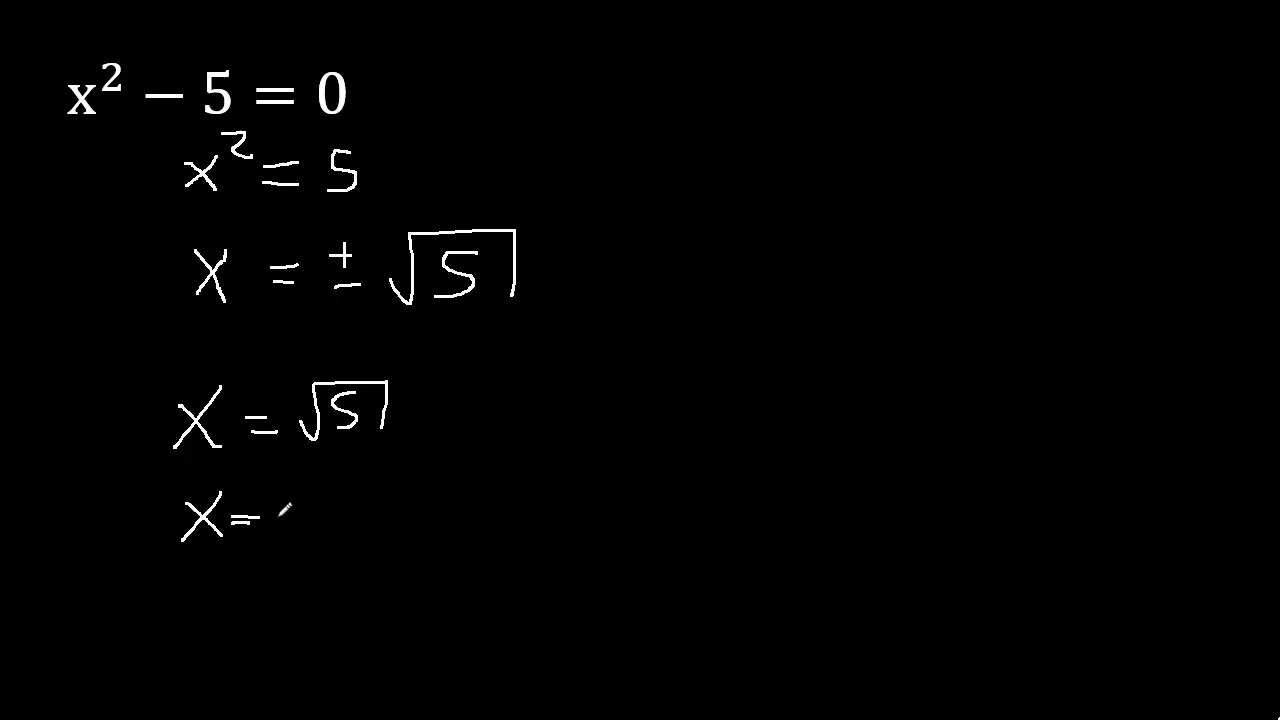 x² − 5 = 0
x² = 5
x = ± √5
x = √5
x =